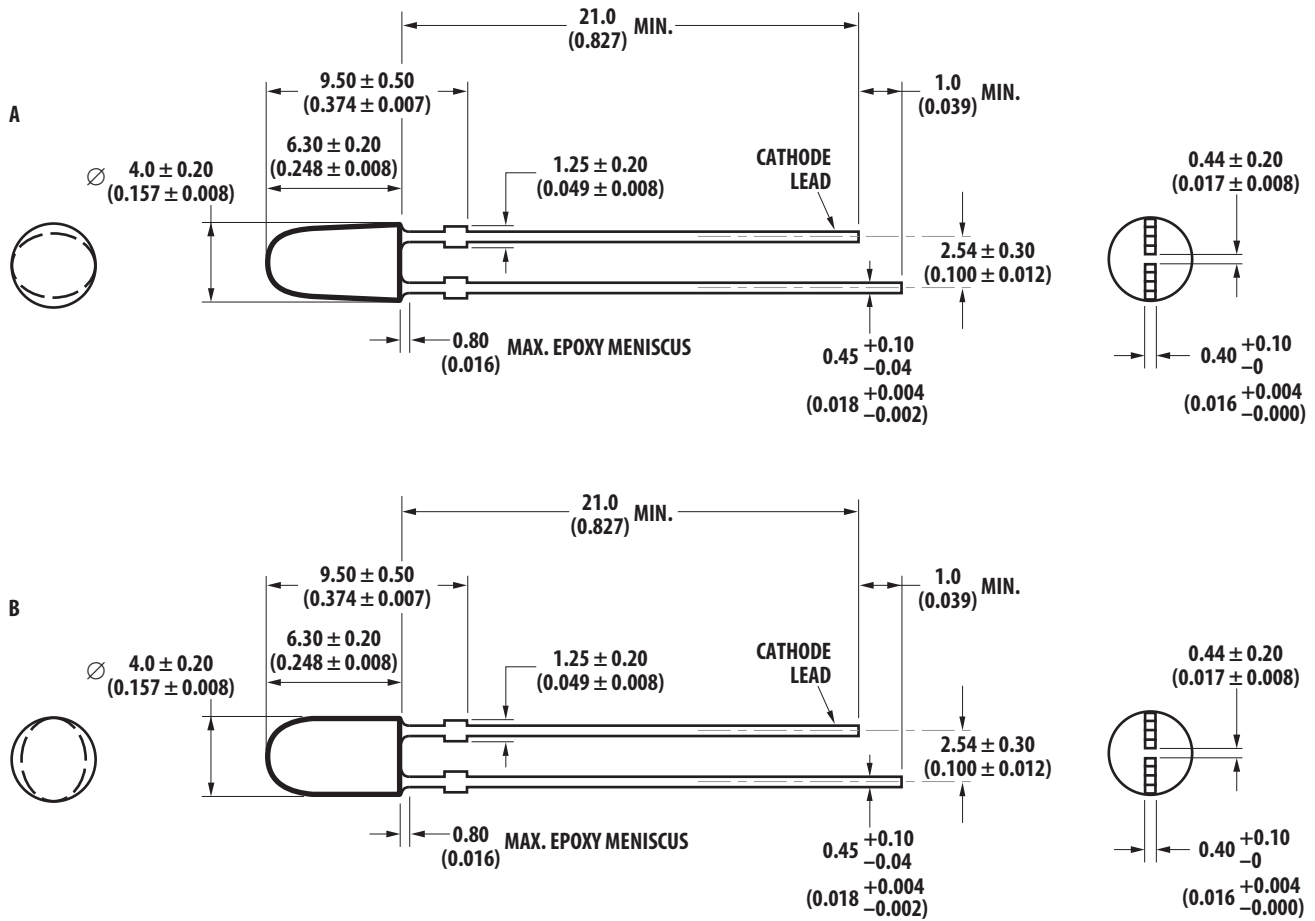 A
21.0
(0.827)
MIN.
9.50 ± 0.50
(0.374 ± 0.007)
1.0
(0.039)
MIN.
6.30 ± 0.20
(0.248 ± 0.008)
∅ 4.0 ± 0.20
(0.157 ± 0.008)
1.25 ± 0.20
(0.049 ± 0.008)
CATHODE
LEAD
0.44 ± 0.20
(0.017 ± 0.008)
2.54 ± 0.30
(0.100 ± 0.012)
0.80
(0.016)
MAX. EPOXY MENISCUS
0.45 +0.10
−0.04
(0.018 +0.004
−0.002)
0.40 +0.10
−0
(0.016 +0.004
−0.000)
B
21.0
(0.827)
MIN.
9.50 ± 0.50
(0.374 ± 0.007)
1.0
(0.039)
MIN.
6.30 ± 0.20
(0.248 ± 0.008)
∅ 4.0 ± 0.20
(0.157 ± 0.008)
1.25 ± 0.20
(0.049 ± 0.008)
CATHODE
LEAD
0.44 ± 0.20
(0.017 ± 0.008)
2.54 ± 0.30
(0.100 ± 0.012)
0.80
(0.016)
MAX. EPOXY MENISCUS
0.45 +0.10
−0.04
(0.018 +0.004
−0.002)
0.40 +0.10
−0
(0.016 +0.004
−0.000)